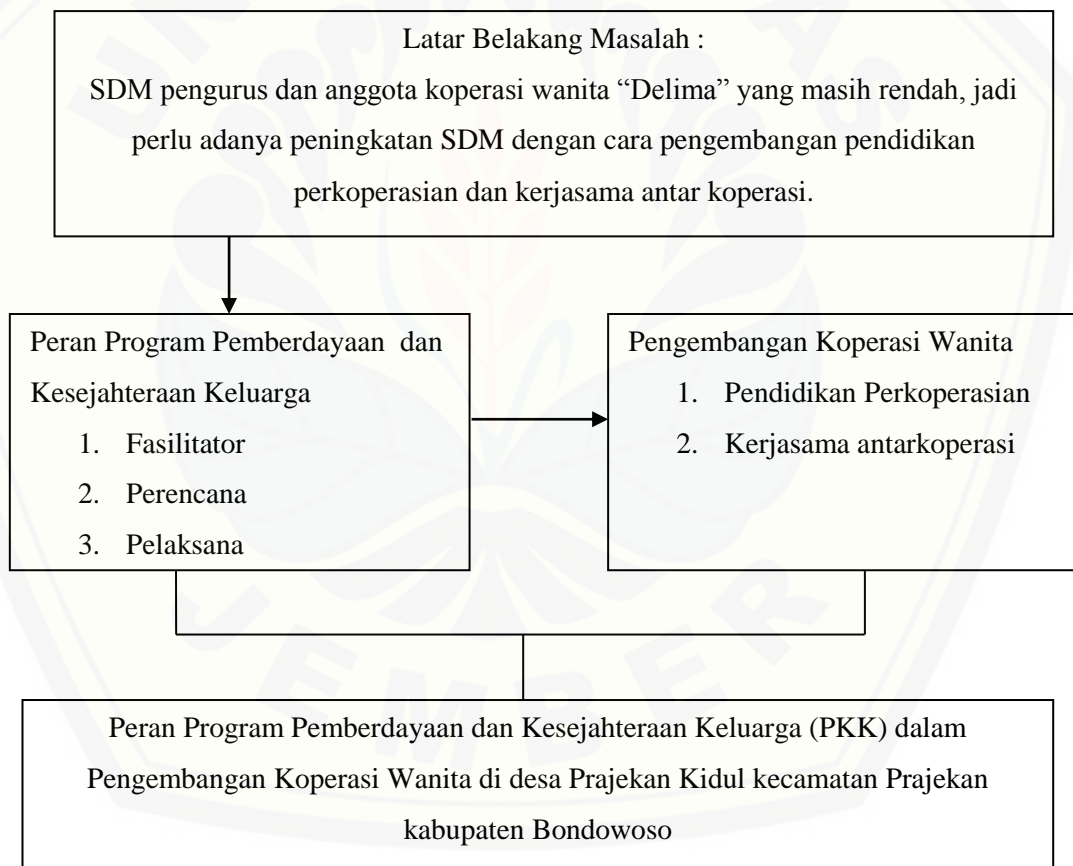 Latar Belakang Masalah :
SDM pengurus dan anggota koperasi wanita “Delima” yang masih rendah, jadi
perlu adanya peningkatan SDM dengan cara pengembangan pendidikan
perkoperasian dan kerjasama antar koperasi.
Peran Program Pemberdayaan dan
Kesejahteraan Keluarga
1. Fasilitator
2. Perencana
3. Pelaksana
Pengembangan Koperasi Wanita
1. Pendidikan Perkoperasian
2. Kerjasama antarkoperasi
JEMBER
Peran Program Pemberdayaan dan Kesejahteraan Keluarga (PKK) dalam
Pengembangan Koperasi Wanita di desa Prajekan Kidul kecamatan Prajekan
kabupaten Bondowoso